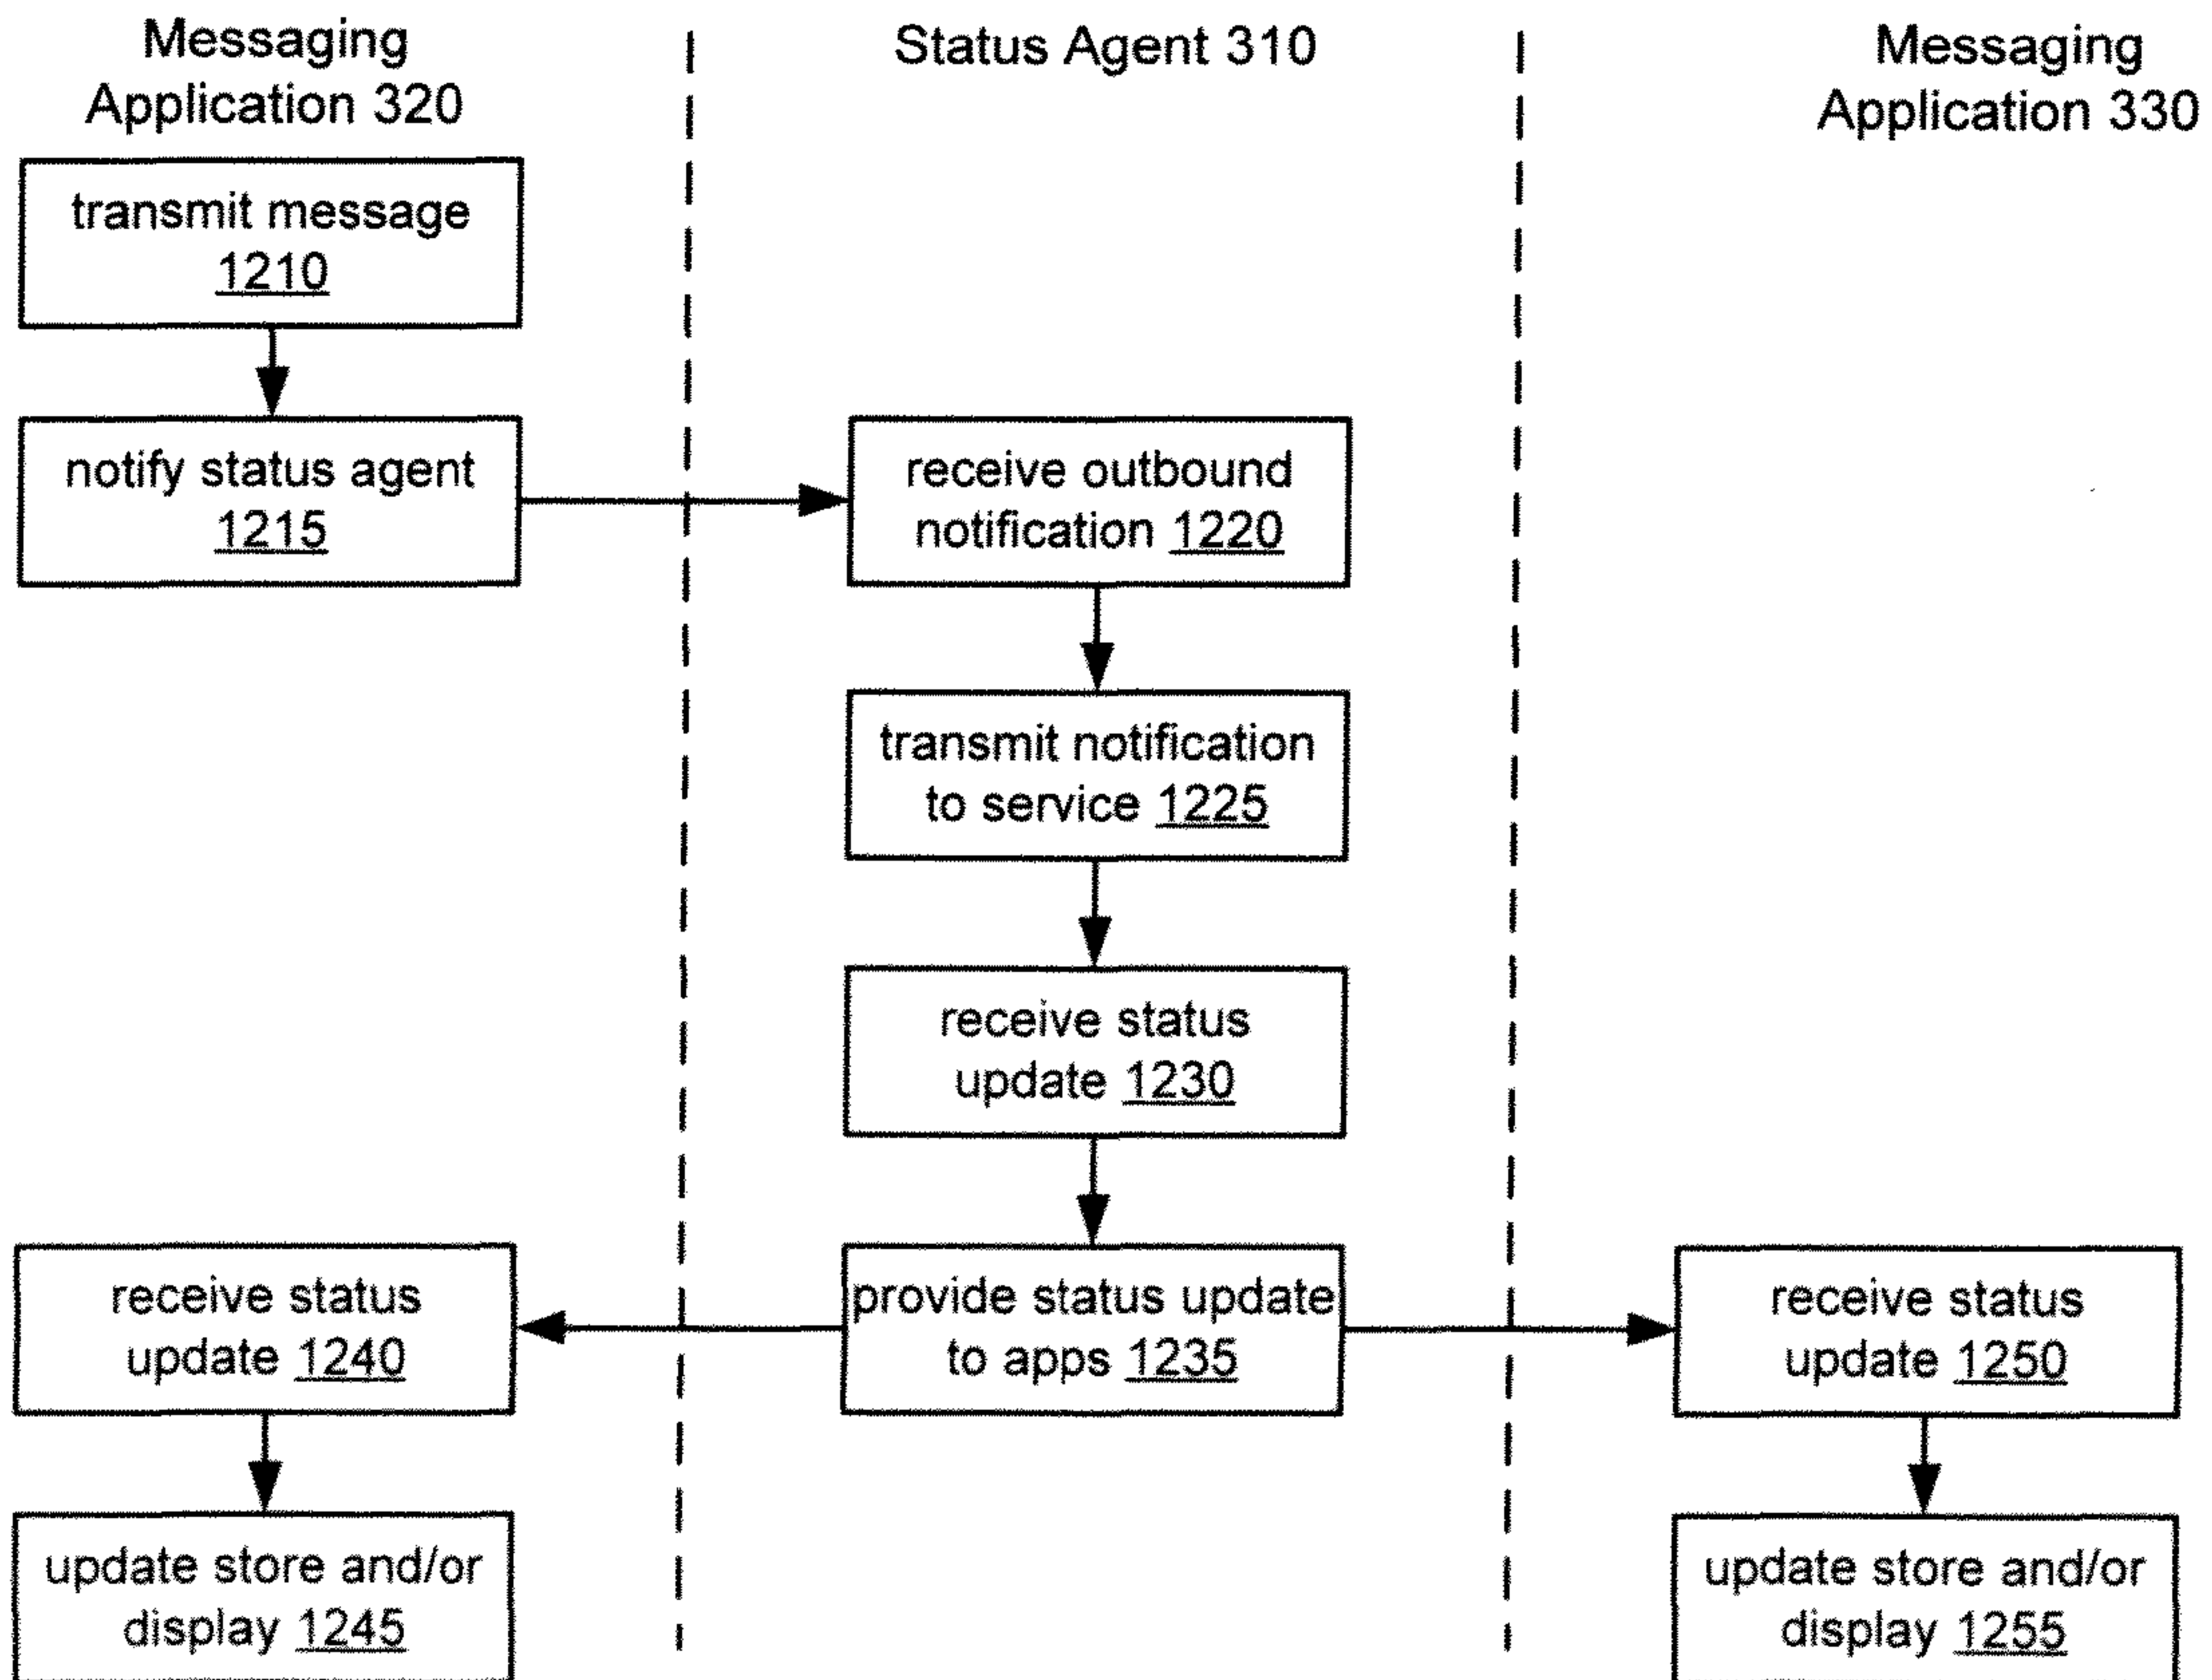 Messaging
Application 320
Status Agent 310
Messaging
Application 330
transmit message
1210
notify status agent
1215
receive outbound
notification 1220
transmit notification
to service 1225
receive status
update 1230
receive status
update 1240
provide status update
to apps 1235
receive status
update 1250
update store and/or
display 1245
update store and/or
display 1255